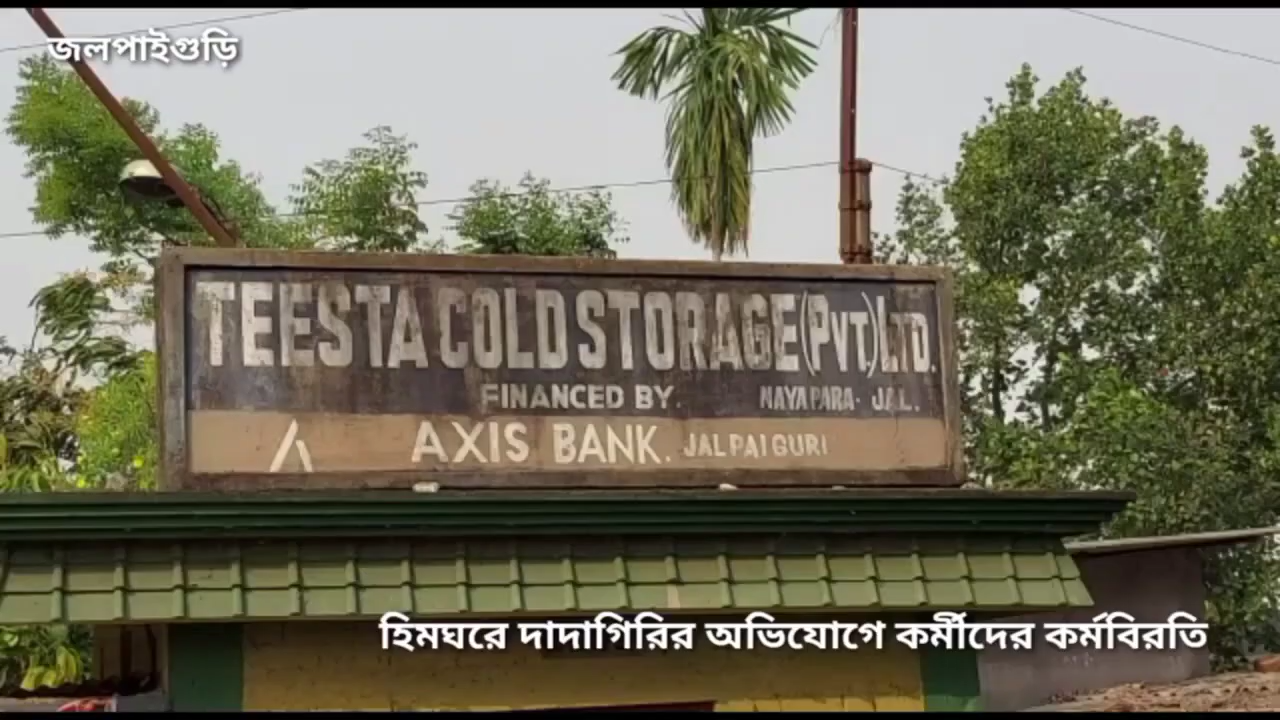 জলপাইগুড়ি
TEESTA COLD STORAGE (PVT) LTD.
FINANCED BY. NAYAPARA- JAL.
AXIS BANK. JALPAIGURI
হিমঘরে দাদাগিরির অভিযোগে কর্মীদের কর্মবিরতি